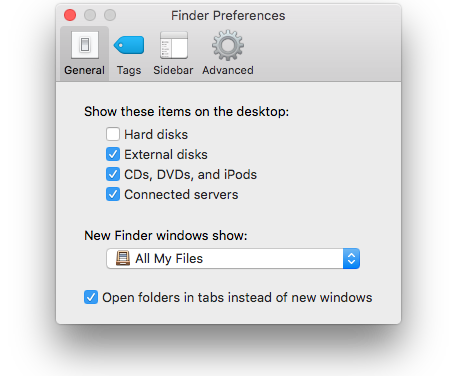 Finder Preferences
General Tags Sidebar Advanced
Show these items on the desktop:
Hard disks
External disks
CDs, DVDs, and iPods
Connected servers
New Finder windows show:
All My Files
Open folders in tabs instead of new windows